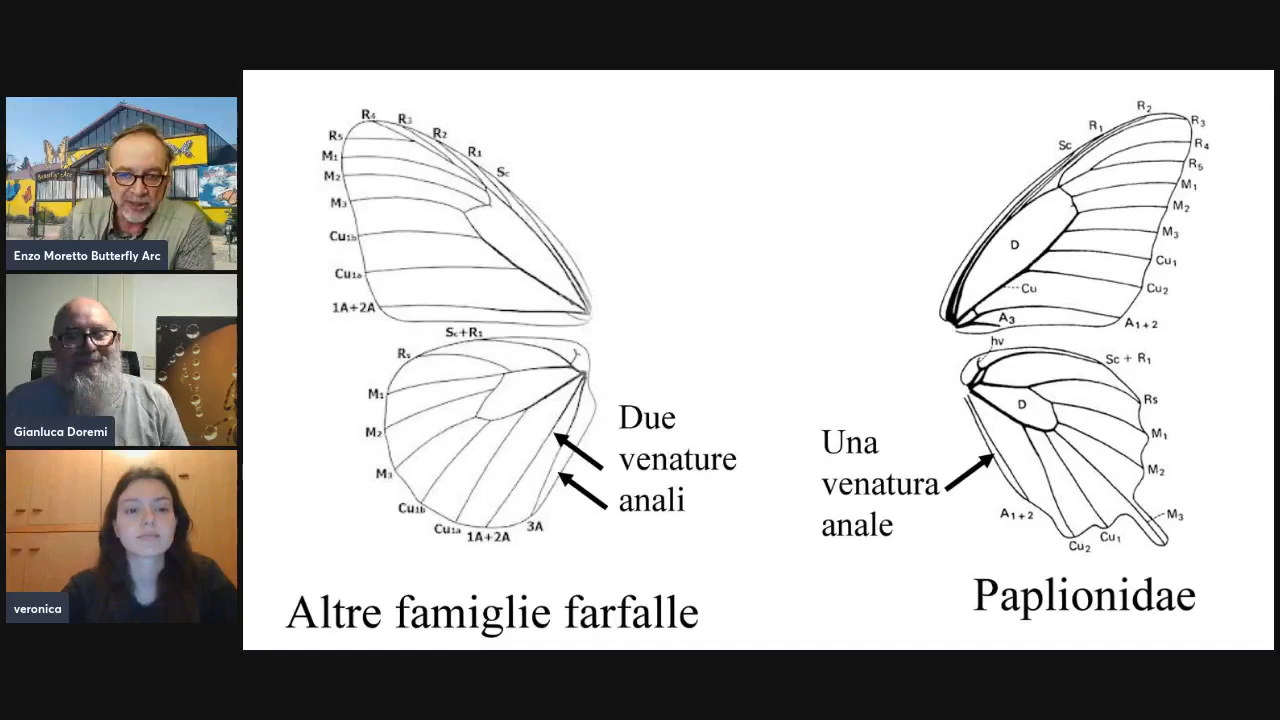 Butterfly Arc
Enzo Moretto Butterfly Arc
Gianluca Doremi
veronica
R4
R3
R2
R1
Sc
R5
M1
M2
M3
Cu1b
Cu1a
1A+2A
Sc+R1
Rs
M1
M2
M3
Cu1b
Cu1a
1A+2A
3A
Due
venature
anali
Altre famiglie farfalle
R2
R3
R1
Sc
R4
R5
M1
M2
M3
D
Cu1
Cu
Cu2
A3
A1+2
hv
Sc + R1
D
Rs
M1
M2
M3
A1+2
Cu2
Cu1
Una
venatura
anale
Paplionidae